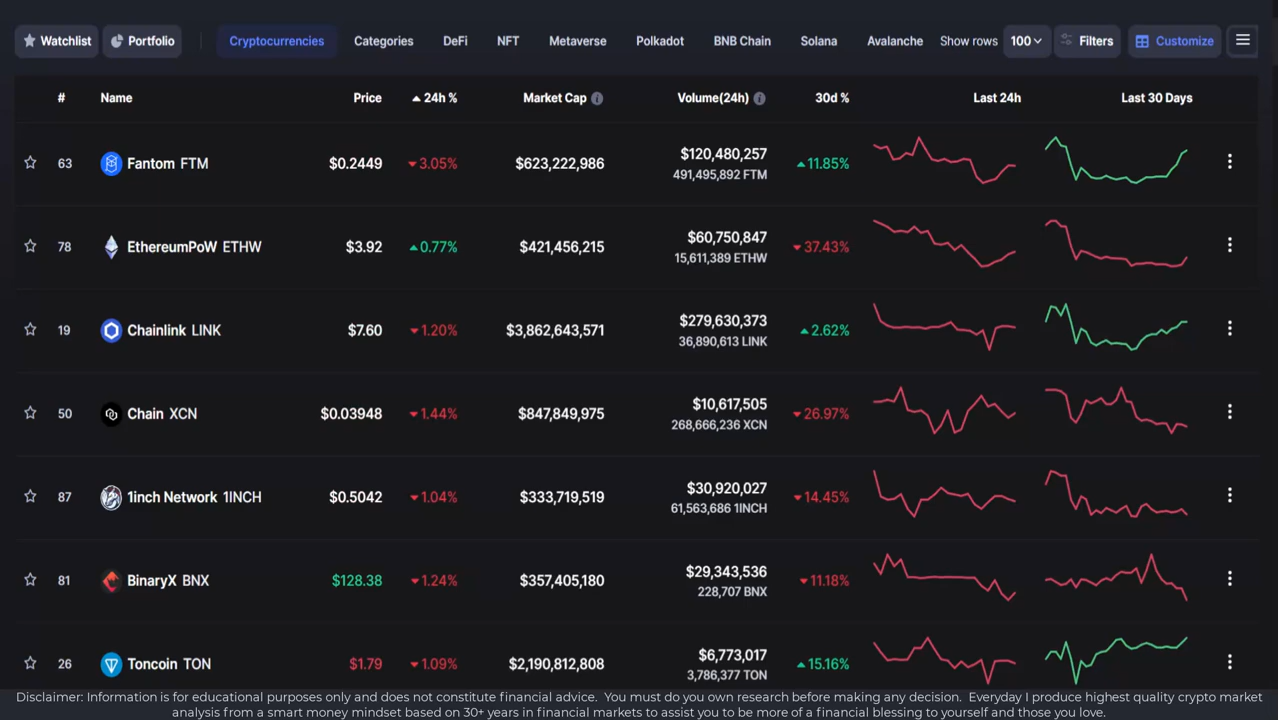 Watchlist Portfolio Cryptocurrencies Categories DeFi NFT Metaverse Polkadot BNB Chain Solana Avalanche Show rows 100 Filters Customize
# Name Price 24h % Market Cap Volume(24h) 30d % Last 24h Last 30 Days
63 Fantom FTM $0.2449 3.05% $623,222,986 $120,480,257 11.85%
491,495,892 FTM
78 EthereumPoW ETHW $3.92 0.77% $421,456,215 $60,750,847 37.43%
15,611,389 ETHW
19 Chainlink LINK $7.60 1.20% $3,862,643,571 $279,630,373 2.62%
36,890,613 LINK
50 Chain XCN $0.03948 1.44% $847,849,975 $10,617,505 26.97%
268,666,236 XCN
87 1inch Network 1INCH $0.5042 1.04% $333,719,519 $30,920,027 14.45%
61,563,686 1INCH
81 BinaryX BNX $128.38 1.24% $357,405,180 $29,343,536 11.18%
228,707 BNX
26 Toncoin TON $1.79 1.09% $2,190,812,808 $6,773,017 15.16%
3,786,377 TON
Disclaimer: Information is for educational purposes only and does not constitute financial advice. You must do you own research before making any decision. Everyday I produce highest quality crypto market
analysis from a smart money mindset based on 30+ years in financial markets to assist you to be more of a financial blessing to yourself and those you love